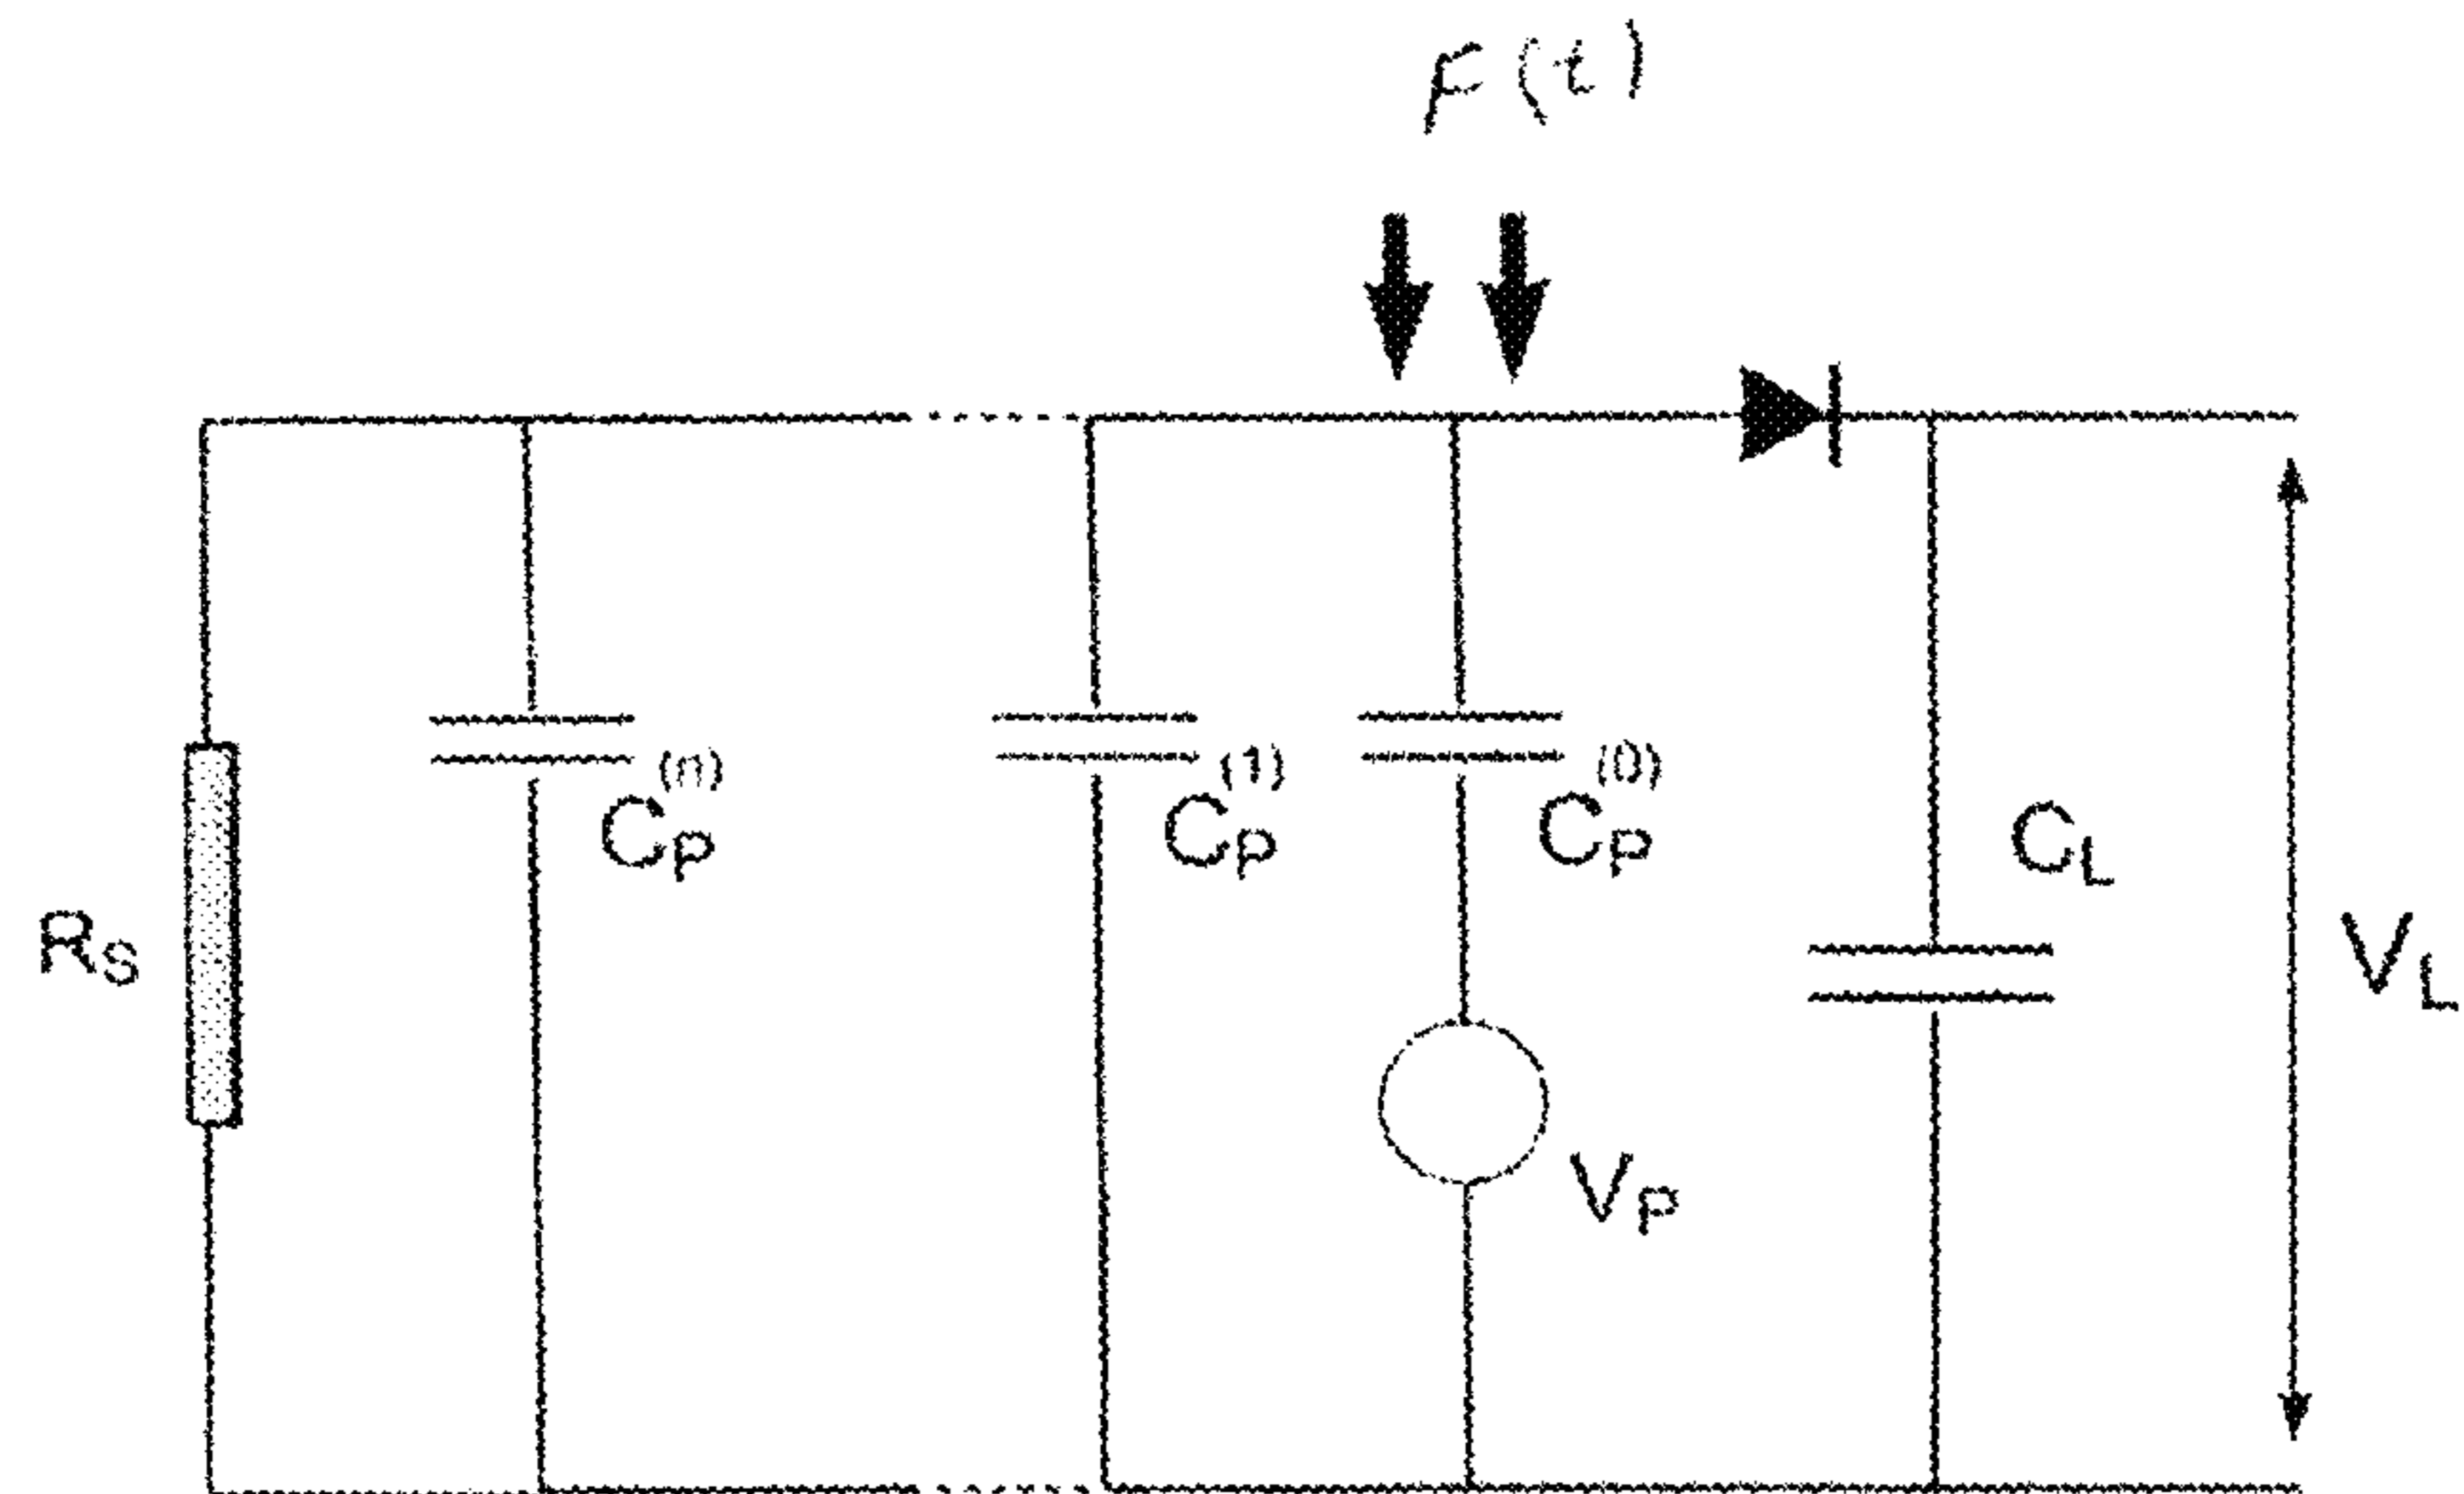 F(t)
Cp(n)
Cp(1)
Cp(0)
CL
RS
VL
VP